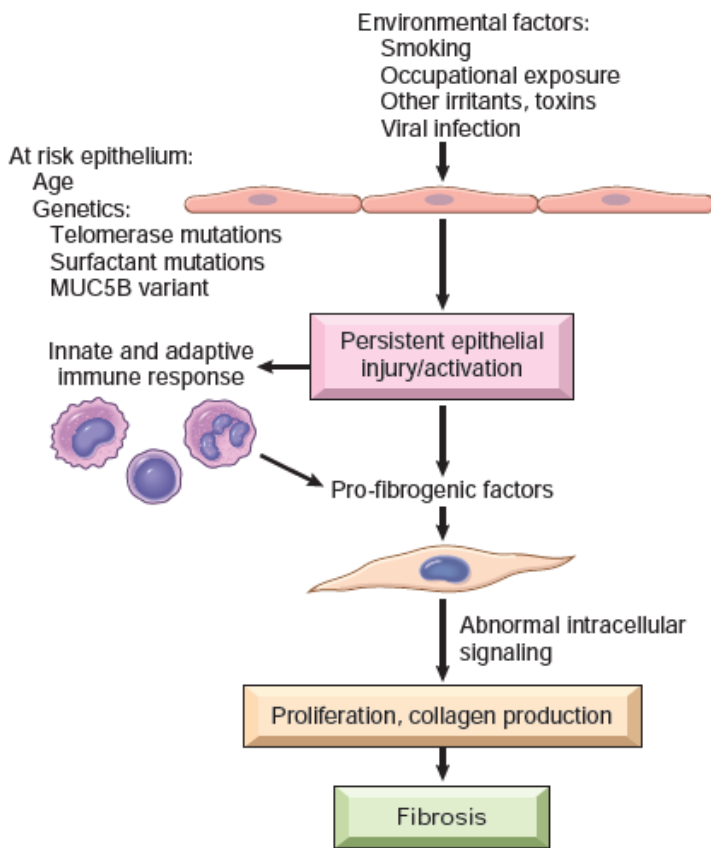 Environmental factors:
Smoking
Occupational exposure
Other irritants, toxins
Viral infection
At risk epithelium:
Age
Genetics:
Telomerase mutations
Surfactant mutations
MUC5B variant
Persistent epithelial
injury/activation
Innate and adaptive
immune response
Pro-fibrogenic factors
Abnormal intracellular
signaling
Proliferation, collagen production
Fibrosis